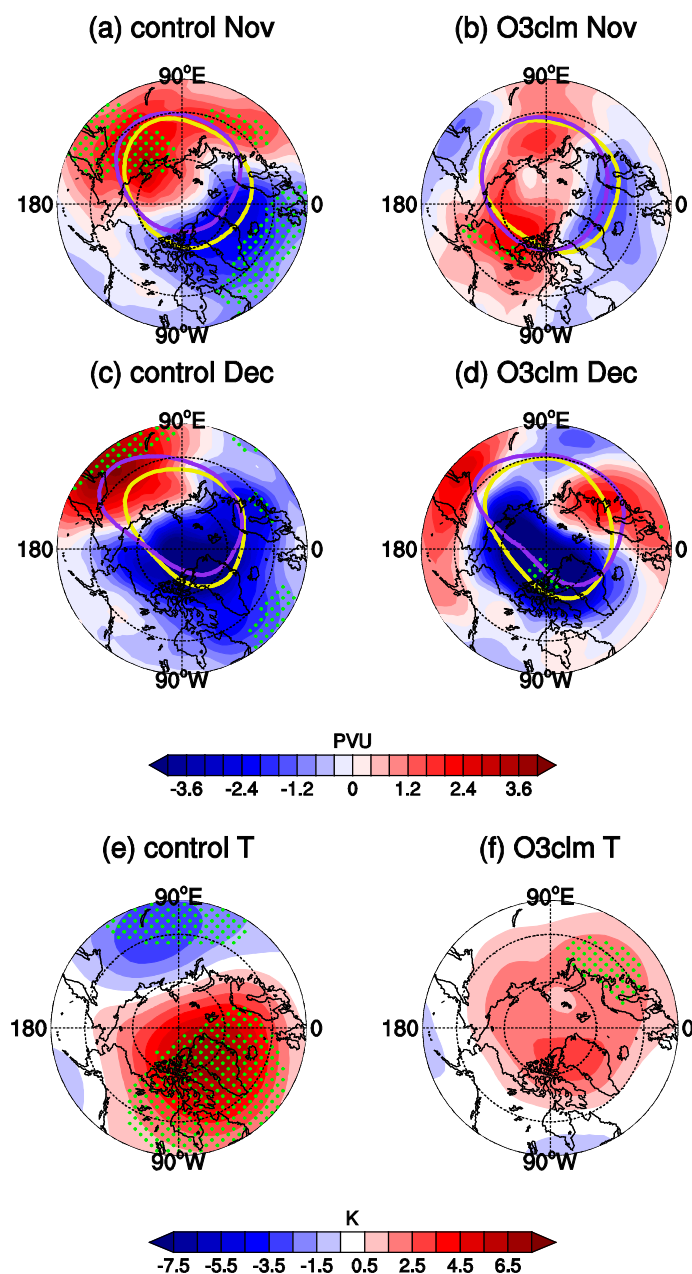 (a) control Nov
(b) O3clm Nov
90°E
90°E
180
0
180
0
90°W
90°W
(c) control Dec
(d) O3clm Dec
90°E
90°E
180
0
180
0
90°W
90°W
PVU
-3.6 -2.4 -1.2 0 1.2 2.4 3.6
(e) control T
(f) O3clm T
90°E
90°E
180
0
180
0
90°W
90°W
K
-7.5 -5.5 -3.5 -1.5 0.5 2.5 4.5 6.5